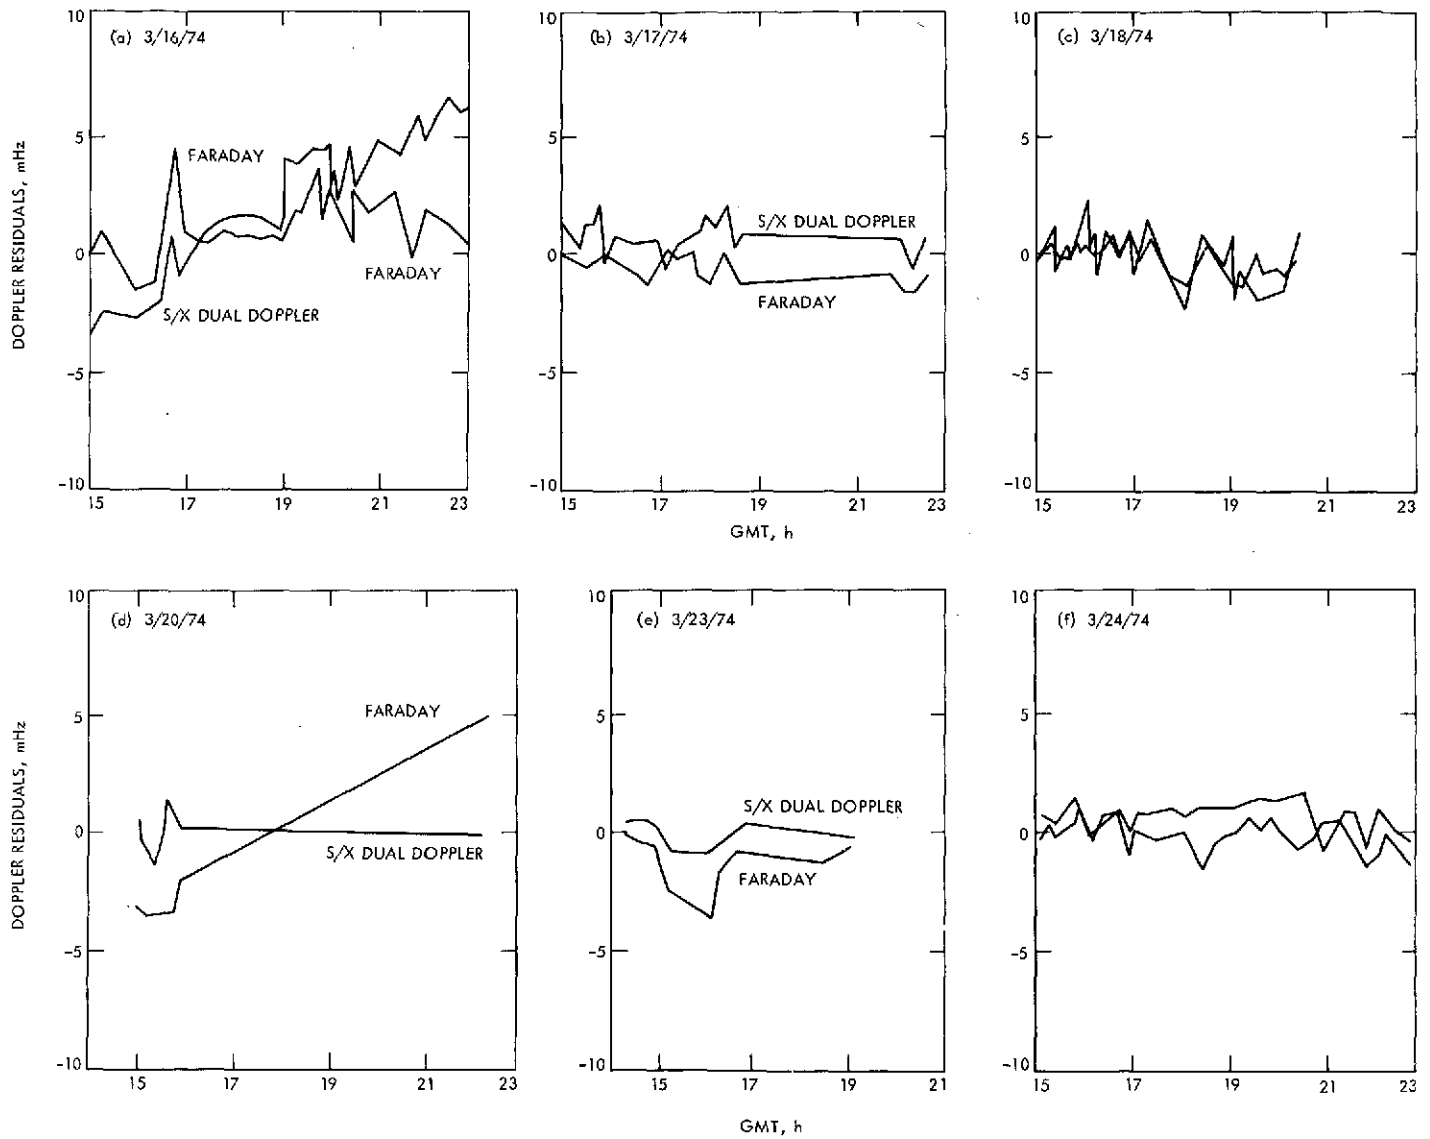 10
(a) 3/16/74
5
FARADAY
0
FARADAY
S/X DUAL DOPPLER
-5
-10
15 17 19 21 23
10
(b) 3/17/74
5
S/X DUAL DOPPLER
0
FARADAY
-5
-10
15 17 19 21 23
10
(c) 3/18/74
5
0
-5
-10
15 17 19 21 23
DOPPLER RESIDUALS, mHz
GMT, h
10
(d) 3/20/74
FARADAY
5
0
S/X DUAL DOPPLER
-5
-10
15 17 19 21 23
10
(e) 3/23/74
5
S/X DUAL DOPPLER
0
FARADAY
-5
-10
15 17 19 21
10
(f) 3/24/74
5
0
-5
-10
15 17 19 21 23
DOPPLER RESIDUALS, mHz
GMT, h